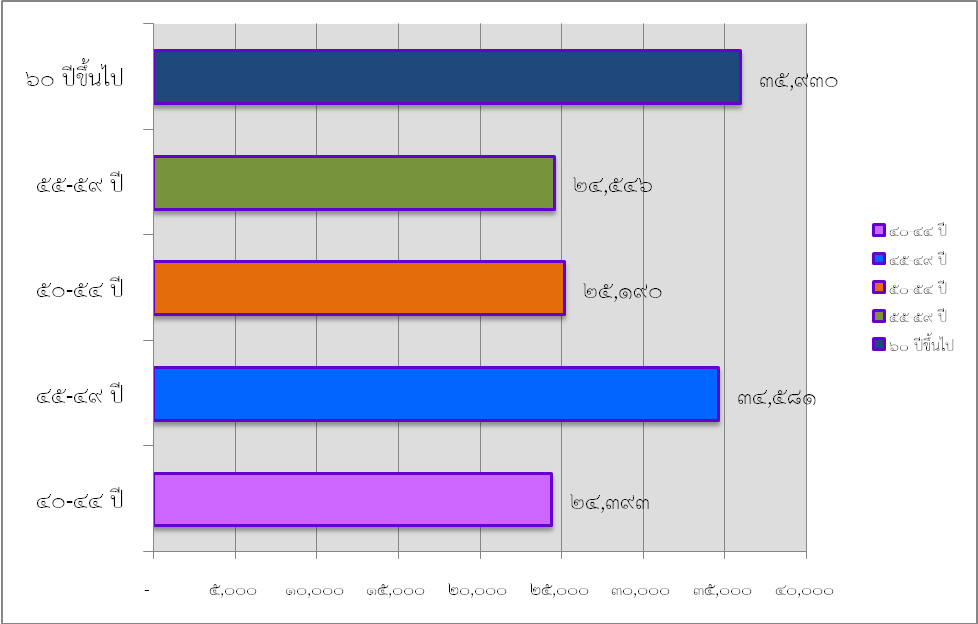 ๖๐ ปีขึ้นไป
๓๕,๙๓๐
๕๕-๕๙ ปี
๒๔,๕๔๖
๕๐-๕๔ ปี
๒๕,๑๙๐
๔๕-๔๙ ปี
๓๔,๕๘๑
๔๐-๔๔ ปี
๒๔,๓๙๓
- ๕,๐๐๐ ๑๐,๐๐๐ ๑๕,๐๐๐ ๒๐,๐๐๐ ๒๕,๐๐๐ ๓๐,๐๐๐ ๓๕,๐๐๐ ๔๐,๐๐๐
๔๐-๔๔ ปี
๔๕-๔๙ ปี
๕๐-๕๔ ปี
๕๕-๕๙ ปี
๖๐ ปีขึ้นไป